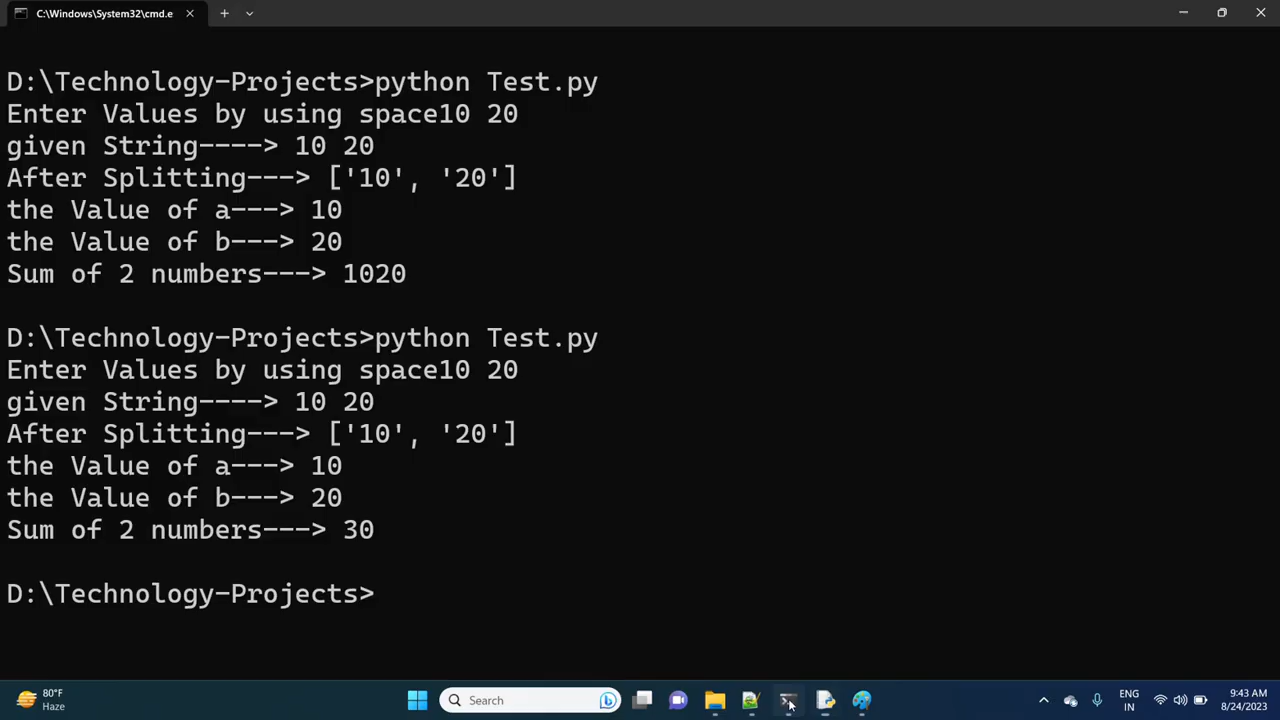 C:\Windows\System32\cmd.e
D:\Technology-Projects>python Test.py
Enter Values by using space10 20
given String----> 10 20
After Splitting---> ['10', '20']
the Value of a---> 10
the Value of b---> 20
Sum of 2 numbers---> 1020
D:\Technology-Projects>python Test.py
Enter Values by using space10 20
given String----> 10 20
After Splitting---> ['10', '20']
the Value of a---> 10
the Value of b---> 20
Sum of 2 numbers---> 30
D:\Technology-Projects>
80°F
Haze
Search
ENG
IN
9:43 AM
8/24/2023